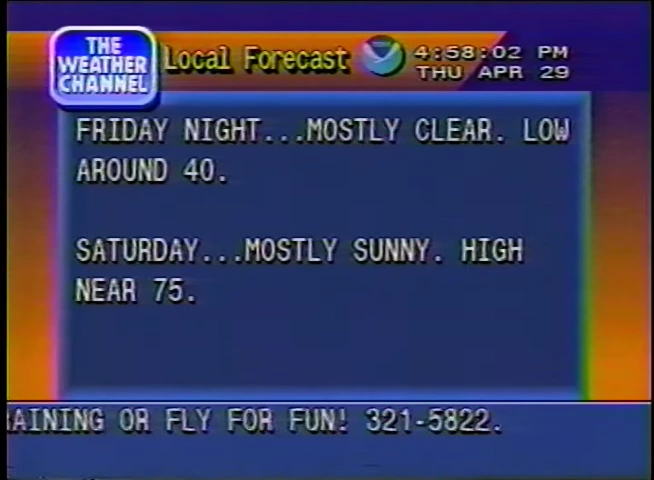 THE
WEATHER
CHANNEL
Local Forecast
4:58:02 PM
THU APR 29
FRIDAY NIGHT...MOSTLY CLEAR. LOW
AROUND 40.
SATURDAY...MOSTLY SUNNY. HIGH
NEAR 75.
RAINING OR FLY FOR FUN! 321-5822.